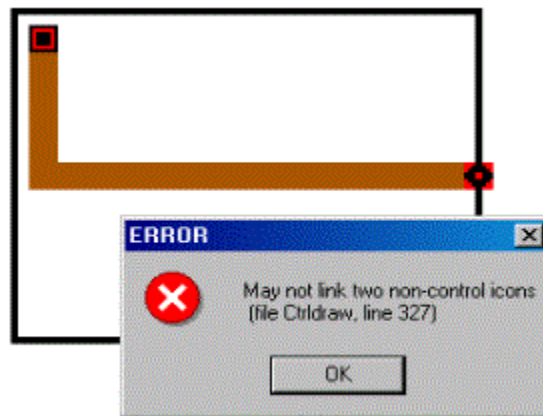 ERROR
May not link two non-control icons
(file Ctrldraw, line 327)
OK